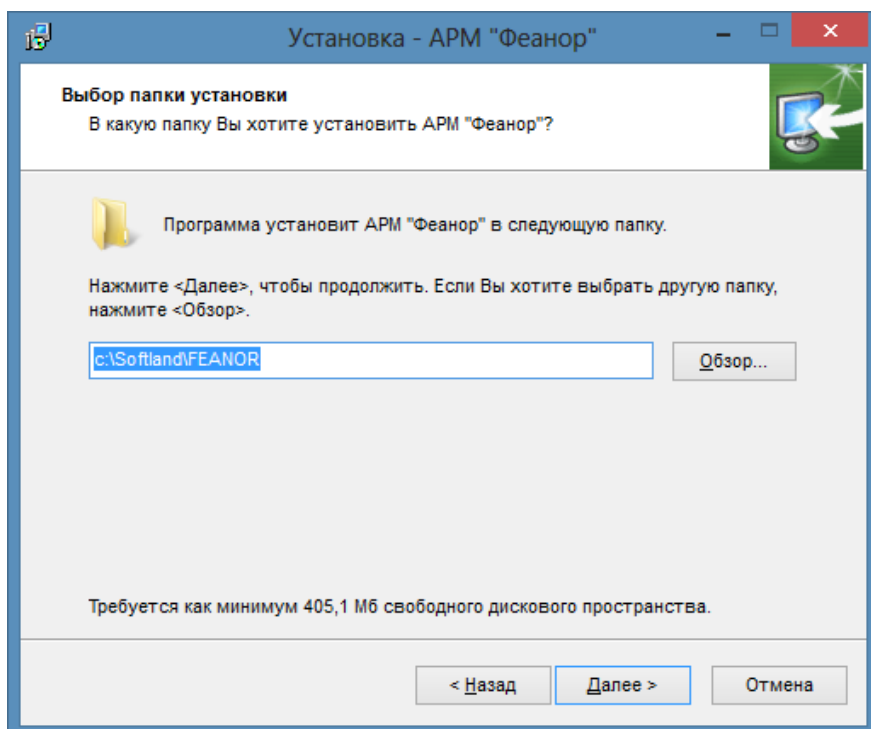 Установка - АРМ "Феанор"
Выбор папки установки
В какую папку Вы хотите установить АРМ "Феанор"?
Программа установит АРМ "Феанор" в следующую папку.
Нажмите <Далее>, чтобы продолжить. Если Вы хотите выбрать другую папку,
нажмите <Обзор>.
c:\Softland\FEANOR
Обзор...
Требуется как минимум 405,1 Мб свободного дискового пространства.
< Назад
Далее >
Отмена